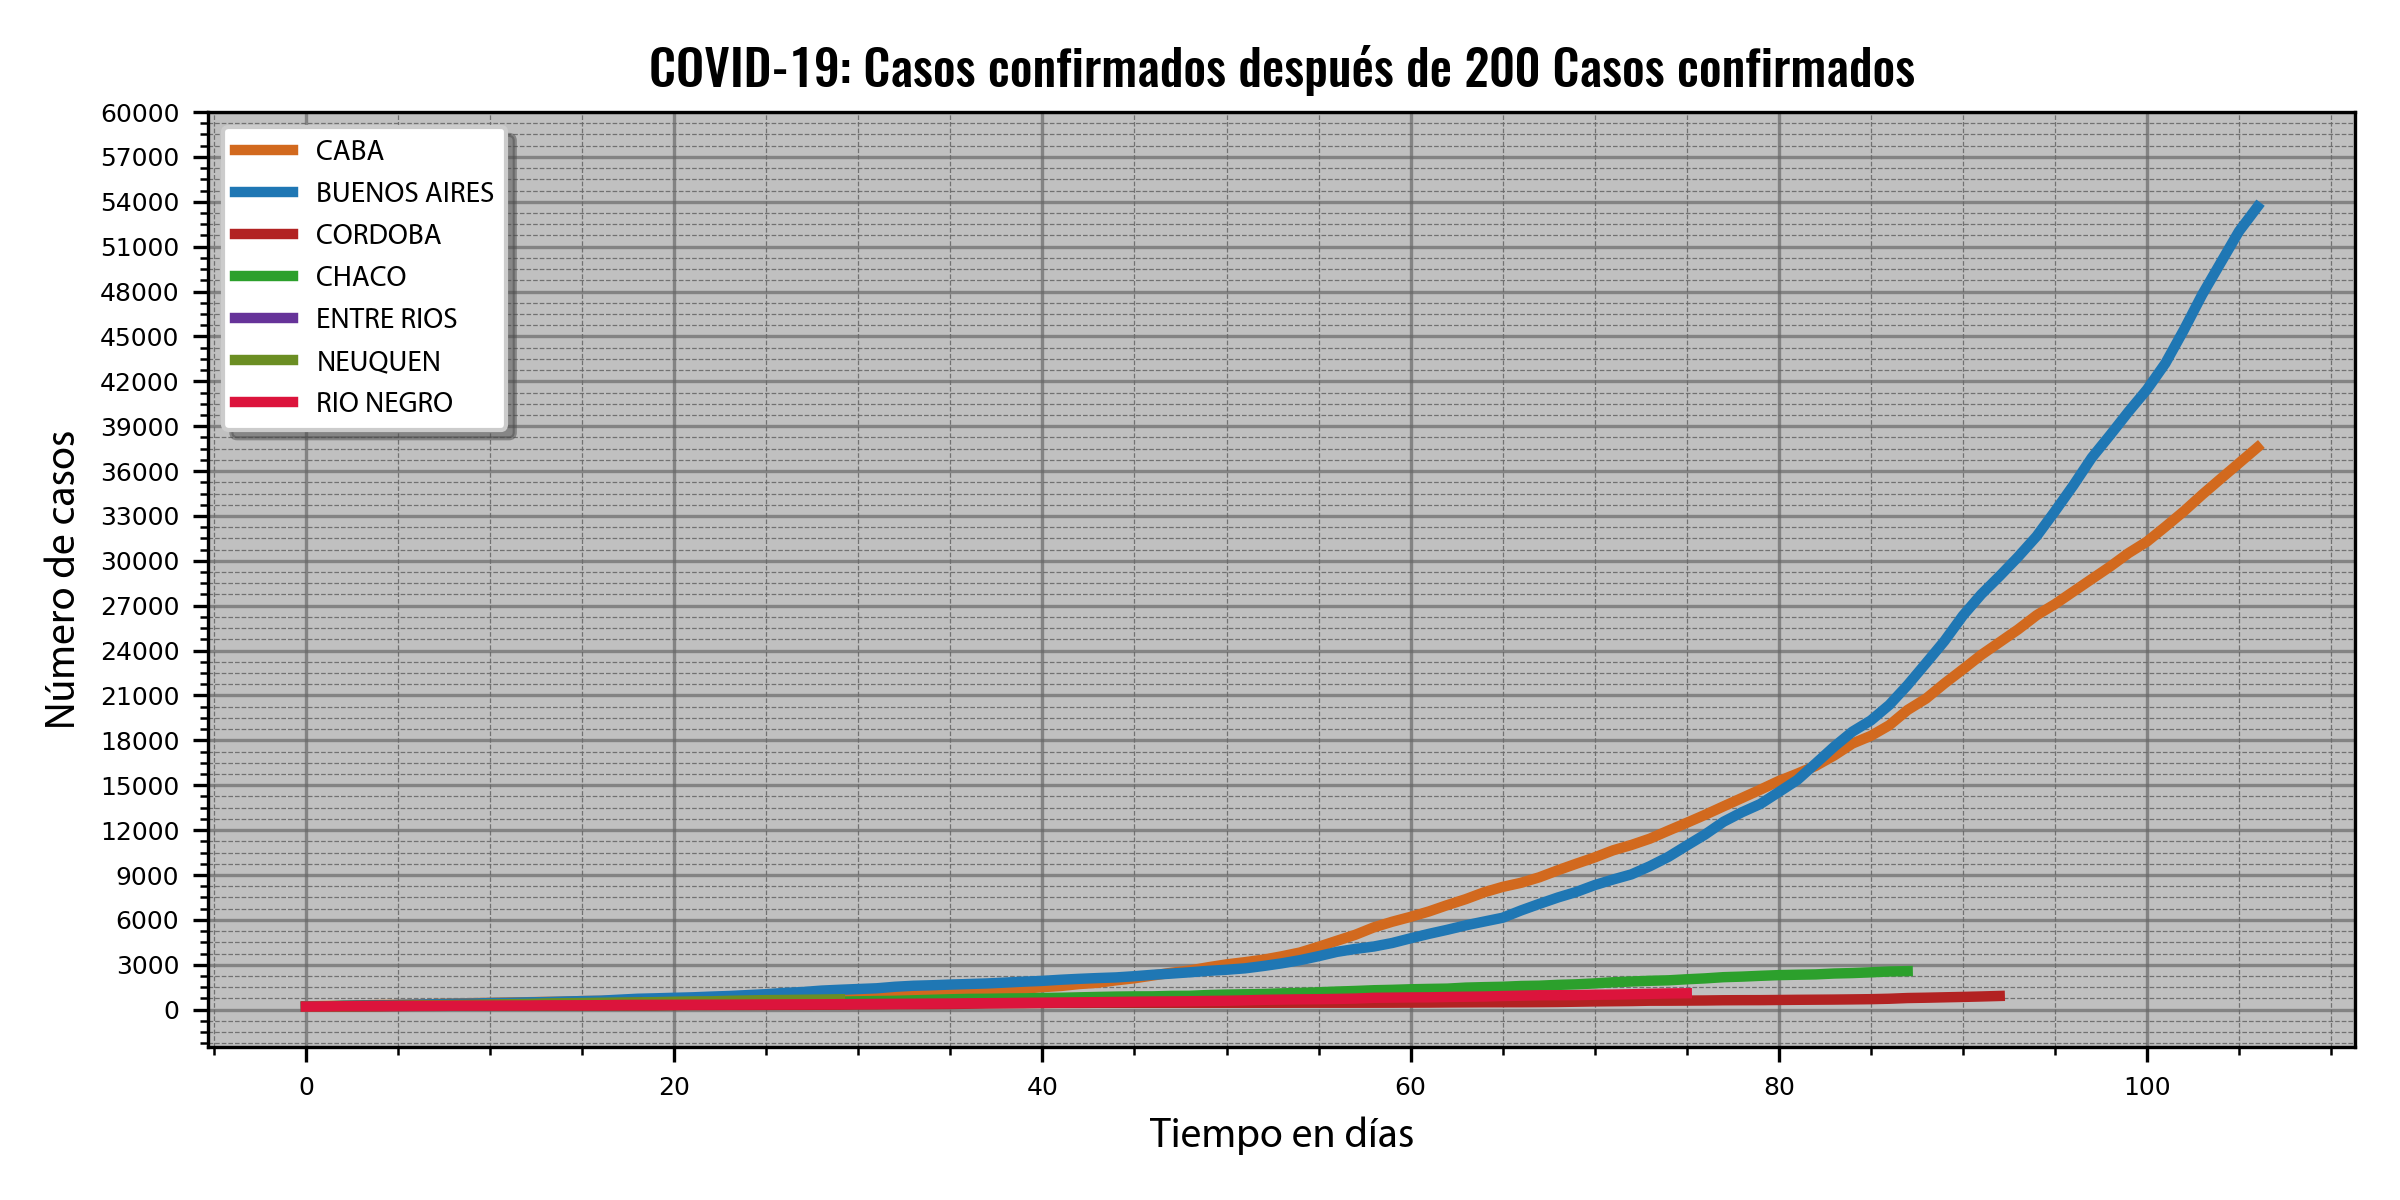 COVID-19: Casos confirmados después de 200 Casos confirmados
60000
57000
54000
51000
48000
45000
42000
39000
36000
33000
30000
27000
24000
21000
18000
15000
12000
9000
6000
3000
0
Número de casos
CABA
BUENOS AIRES
CORDOBA
CHACO
ENTRE RIOS
NEUQUEN
RIO NEGRO
0 20 40 60 80 100
Tiempo en días